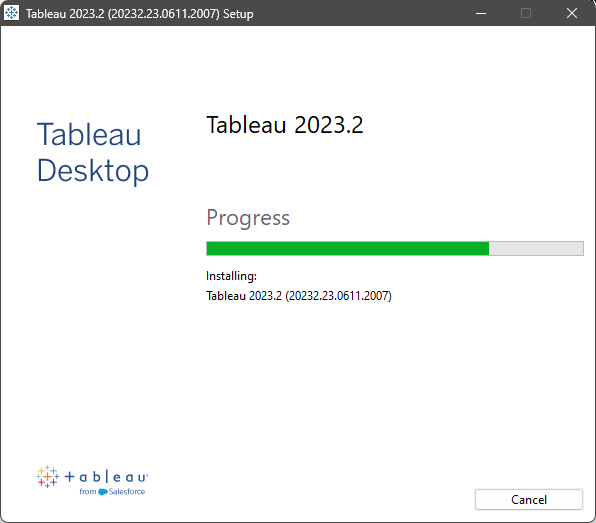 Tableau 2023.2 (20232.23.0611.2007) Setup
Tableau
Desktop
Tableau 2023.2
Progress
Installing:
Tableau 2023.2 (20232.23.0611.2007)
+ a b l e a u
from Salesforce
Cancel